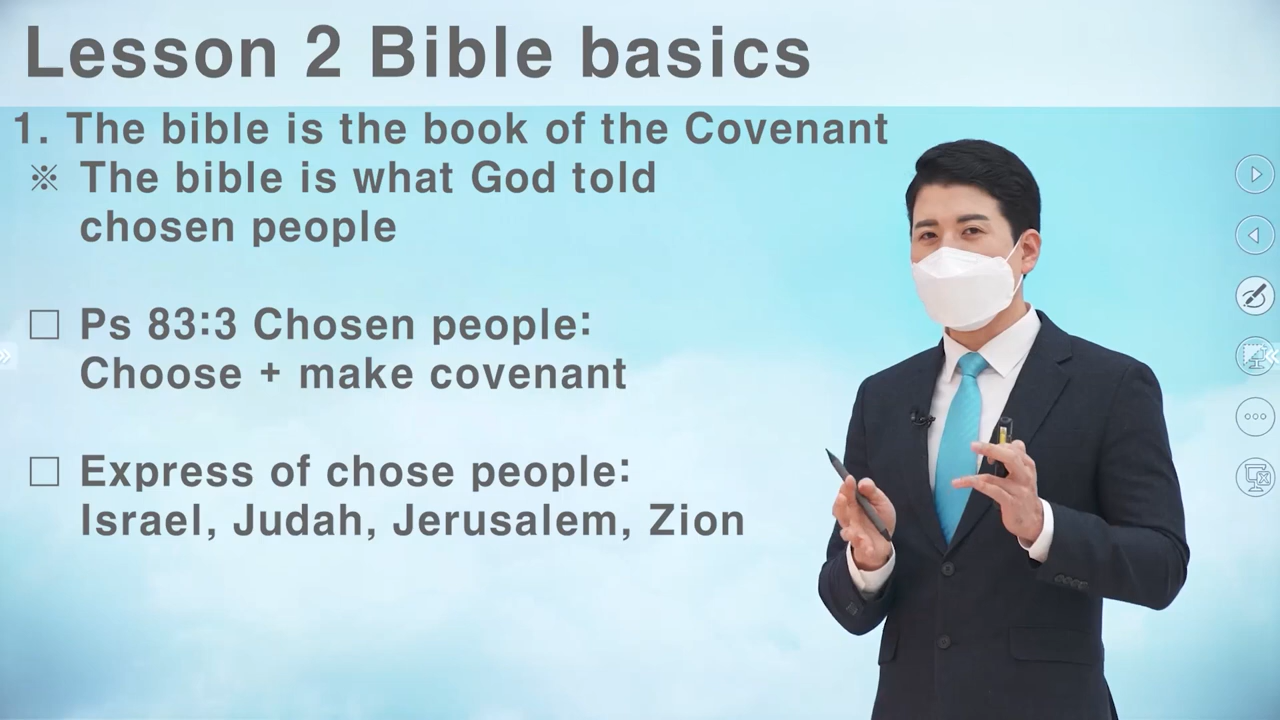 Lesson 2 Bible basics
1. The bible is the book of the Covenant
※ The bible is what God told
chosen people
□ Ps 83:3 Chosen people:
Choose + make covenant
□ Express of chose people:
Israel, Judah, Jerusalem, Zion